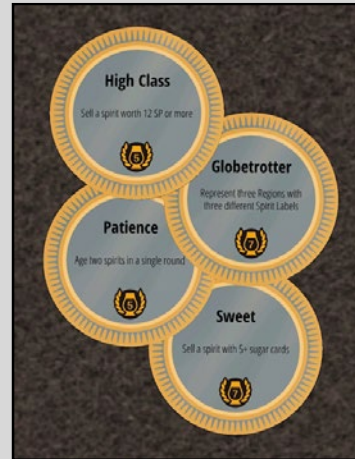 High Class
Sell a spirit worth 12 SP or more
5
Globetrotter
Represent three Regions with
three different Spirit Labels
7
Patience
Age two spirits in a single round
5
Sweet
Sell a spirit with 5+ sugar cards
7